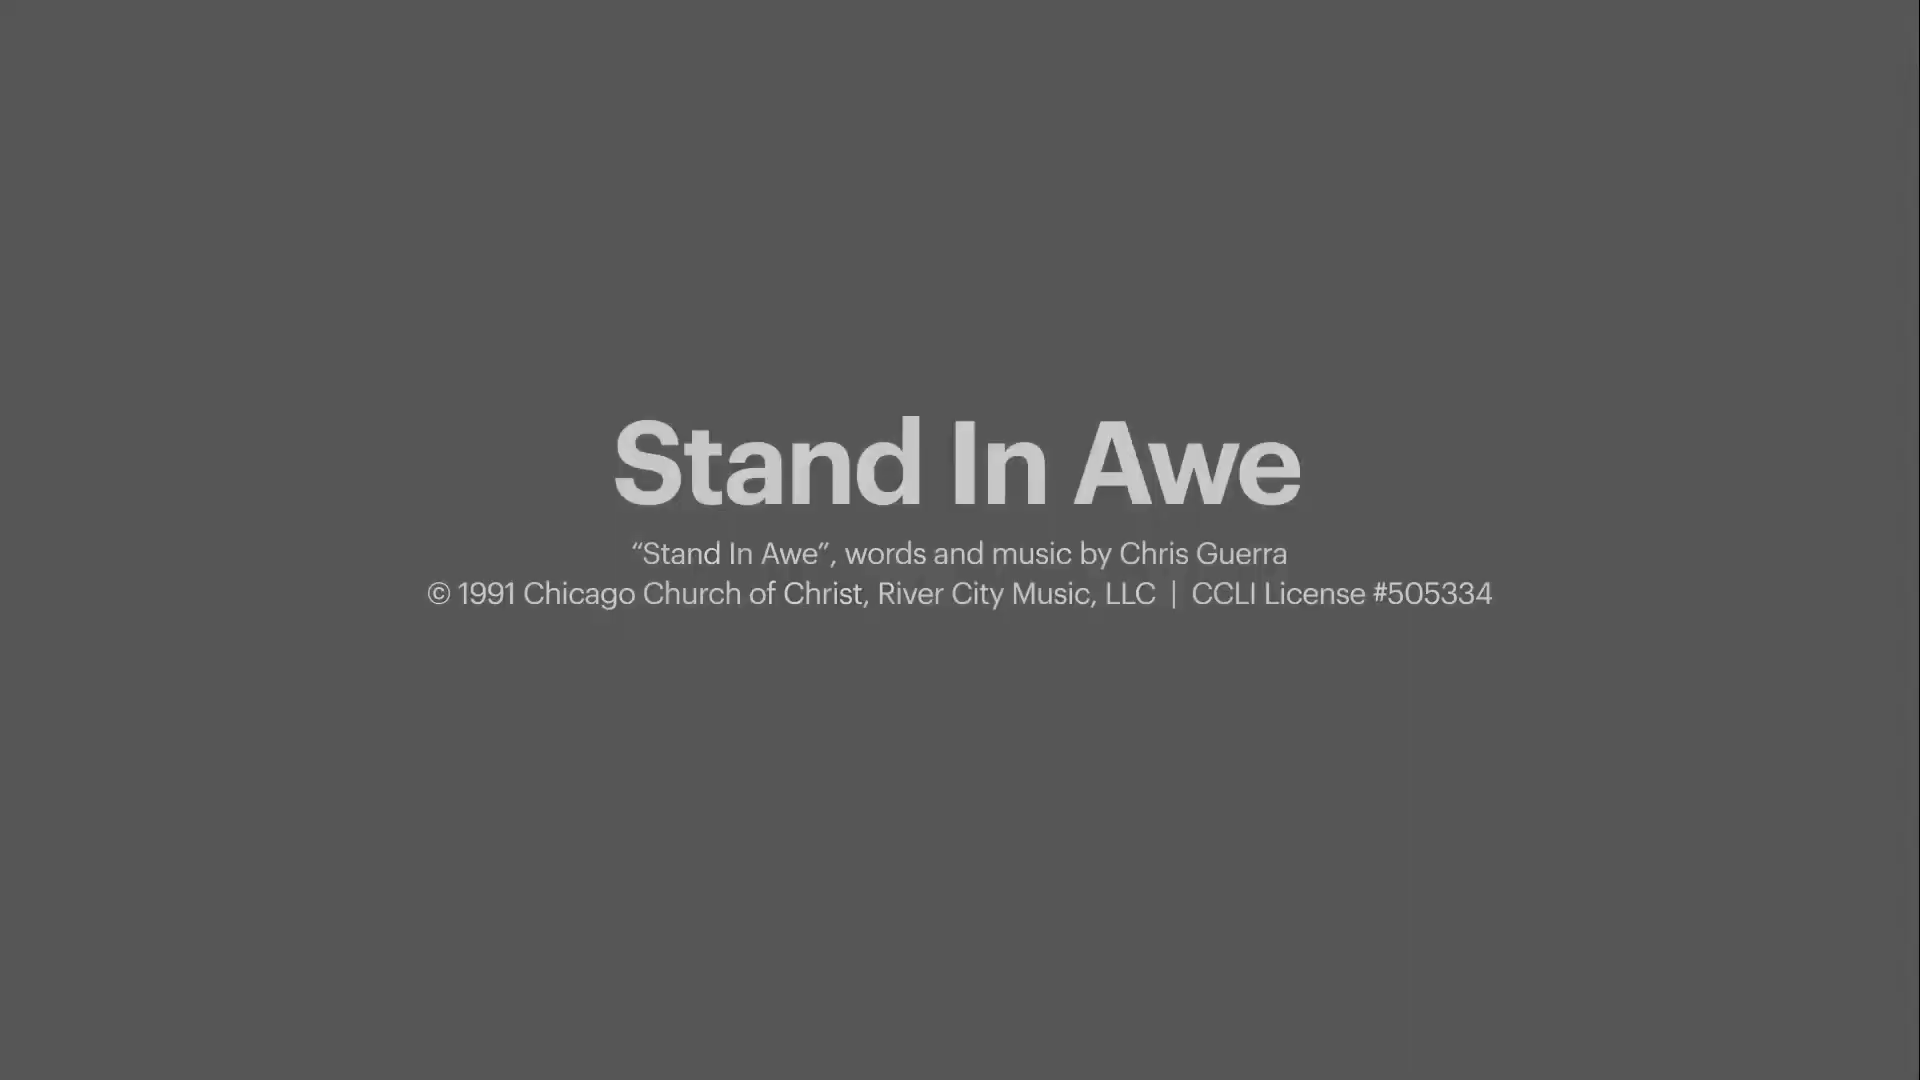 Stand In Awe
“Stand In Awe”, words and music by Chris Guerra
© 1991 Chicago Church of Christ, River City Music, LLC | CCLI License #505334